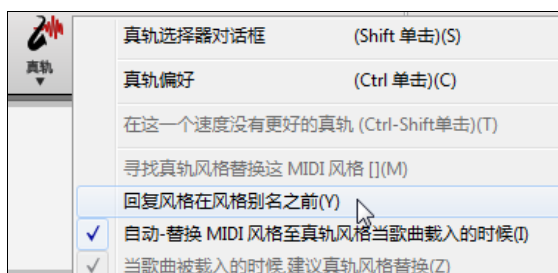 真轨
真轨选择器对话框 (Shift 单击)(S)
真轨偏好 (Ctrl 单击)(C)
在这一个速度没有更好的真轨 (Ctrl-Shift单击)(T)
寻找真轨风格替换这 MIDI 风格 [](M)
回复风格在风格别名之前(Y)
自动-替换 MIDI 风格至真轨风格当歌曲载入的时候(I)
当歌曲被载入的时候,建议真轨风格替换(Z)